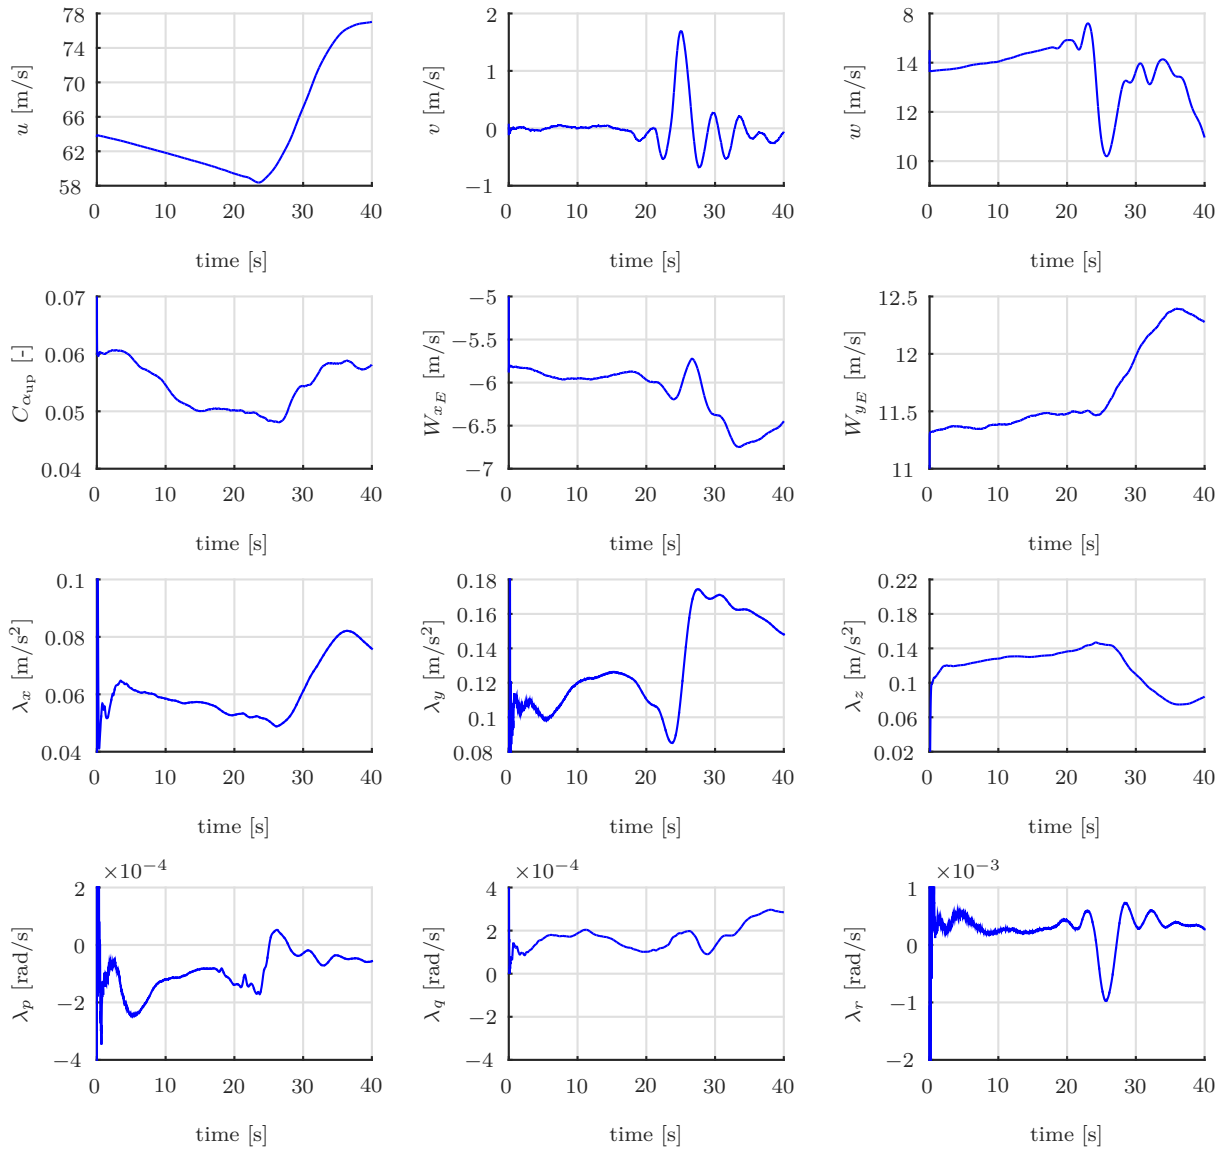 78
74
70
66
62
58
u [m/s]
0 10 20 30 40
time [s]
2
1
0
−1
v [m/s]
0 10 20 30 40
time [s]
8
14
12
10
w [m/s]
0 10 20 30 40
time [s]
0.07
0.06
0.05
0.04
C_{α_{up}} [-]
0 10 20 30 40
time [s]
−5
−5.5
−6
−6.5
−7
W_{x_E} [m/s]
0 10 20 30 40
time [s]
12.5
12
11.5
11
W_{y_E} [m/s]
0 10 20 30 40
time [s]
0.1
0.08
0.06
0.04
λ_x [m/s²]
0 10 20 30 40
time [s]
0.18
0.16
0.12
0.12
0.1
0.08
λ_y [m/s²]
0 10 20 30 40
time [s]
0.22
0.18
0.14
0.1
0.06
0.02
λ_z [m/s²]
0 10 20 30 40
time [s]
×10⁻⁴
2
0
−2
−4
λ_p [rad/s]
0 10 20 30 40
time [s]
×10⁻⁴
4
2
0
−2
−4
λ_q [rad/s]
0 10 20 30 40
time [s]
×10⁻³
1
0
−1
−2
λ_r [rad/s]
0 10 20 30 40
time [s]